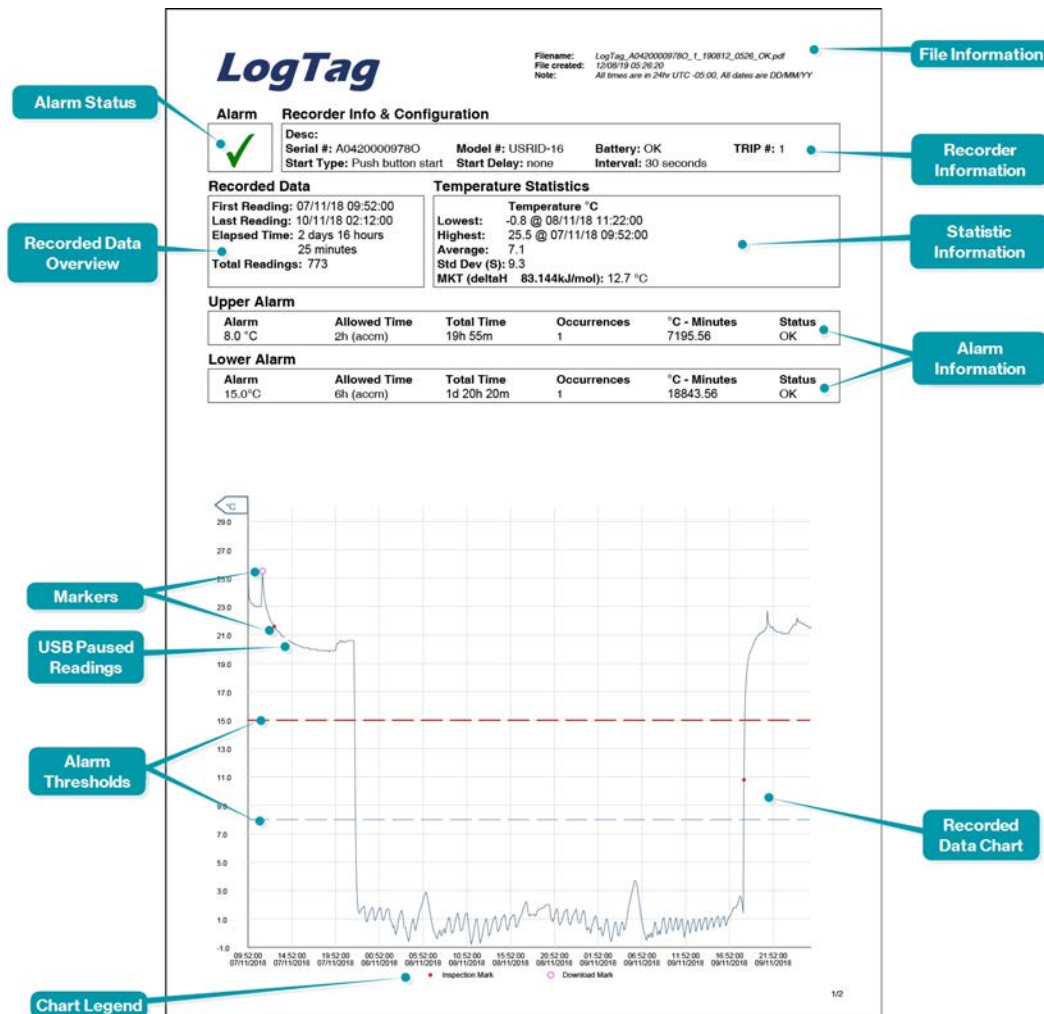 LogTag
Filename: LogTag_A0420000978O_1_190812_0526_OK.pdf
File created: 12/08/19 05:26:20
Note: All times are in 24hr UTC -05:00, All dates are DD/MM/YY
File Information
Alarm Status
Alarm
Recorder Info & Configuration
Desc:
Serial #: A0420000978O Model #: USRID-16 Battery: OK TRIP #: 1
Start Type: Push button start Start Delay: none Interval: 30 seconds
Recorder
Information
Recorded Data
First Reading: 07/11/18 09:52:00
Last Reading: 10/11/18 02:12:00
Elapsed Time: 2 days 16 hours
25 minutes
Total Readings: 773
Recorded Data
Overview
Temperature Statistics
Temperature °C
Lowest: -0.8 @ 08/11/18 11:22:00
Highest: 25.5 @ 07/11/18 09:52:00
Average: 7.1
Std Dev (S): 9.3
MKT (deltaH 83.144kJ/mol): 12.7 °C
Statistic
Information
Upper Alarm
Alarm Allowed Time Total Time Occurrences °C - Minutes Status
8.0 °C 2h (accm) 19h 55m 1 7195.56 OK
Lower Alarm
Alarm Allowed Time Total Time Occurrences °C - Minutes Status
15.0°C 6h (accm) 1d 20h 20m 1 18843.56 OK
Alarm
Information
°C
29.0
27.0
25.0
23.0
21.0
19.0
17.0
15.0
13.0
11.0
9.0
7.0
5.0
3.0
1.0
-1.0
Markers
USB Paused
Readings
Alarm
Thresholds
Recorded
Data Chart
09:52:00 14:52:00 19:52:00 00:52:00 05:52:00 10:52:00 15:52:00 20:52:00 01:52:00 06:52:00 11:52:00 16:52:00 21:52:00
07/11/2018 07/11/2018 07/11/2018 08/11/2018 08/11/2018 08/11/2018 08/11/2018 08/11/2018 09/11/2018 09/11/2018 09/11/2018 09/11/2018 09/11/2018
Inspection Mark Download Mark
Chart Legend
1/2